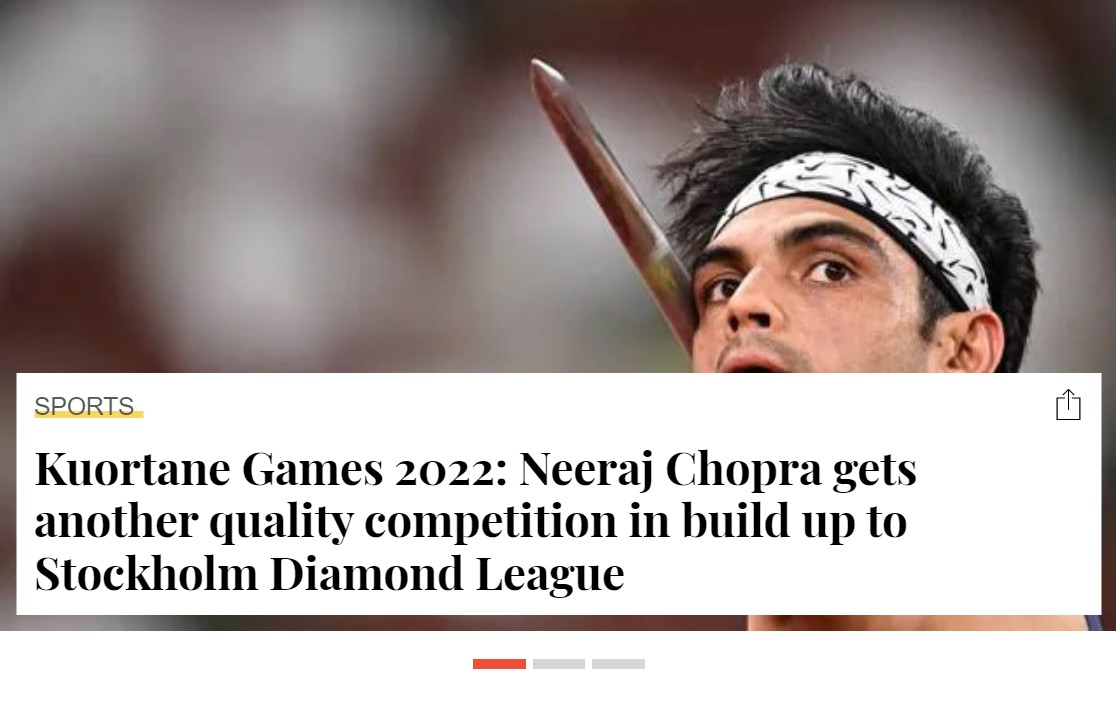 SPORTS
Kuortane Games 2022: Neeraj Chopra gets
another quality competition in build up to
Stockholm Diamond League